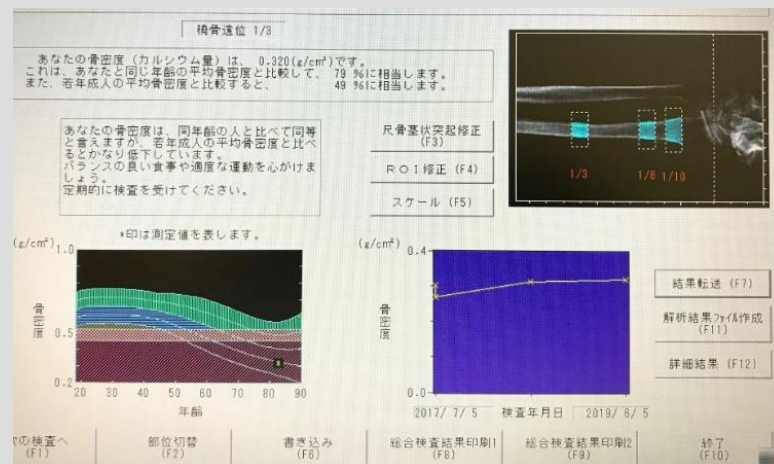 橈骨遠位 1/3
あなたの骨密度（カルシウム量）は、 0.320(g/cm²)です。
これは、あなたと同じ年齢の平均骨密度と比較して、 79 %に相当します。
また、若年成人の平均骨密度と比較すると、 49 %に相当します。
あなたの骨密度は、同年齢の人と比べて同等
と言えますが、若年成人の平均骨密度と比べ
るとかなり低下しています。
バランスの良い食事や適度な運動を心がけま
しょう。
定期的に検査を受けてください。
尺骨茎状突起修正
(F3)
ROI修正 (F4)
スケール (F5)
1/3
1/6
1/10
*印は測定値を表します。
(g/cm²)
1.0
骨密度
0.5
0.2
20 30 40 50 60 70 80 90
年齢
*
(g/cm²)
0.4
骨密度
0.0
2017/ 7/ 5 検査年月日 2019/ 6/ 5
結果転送 (F7)
解析結果ファイル作成
(F11)
詳細結果 (F12)
次の検査へ
(F1)
部位切替
(F2)
書き込み
(F6)
総合検査結果印刷1
(F8)
総合検査結果印刷2
(F9)
終了
(F10)